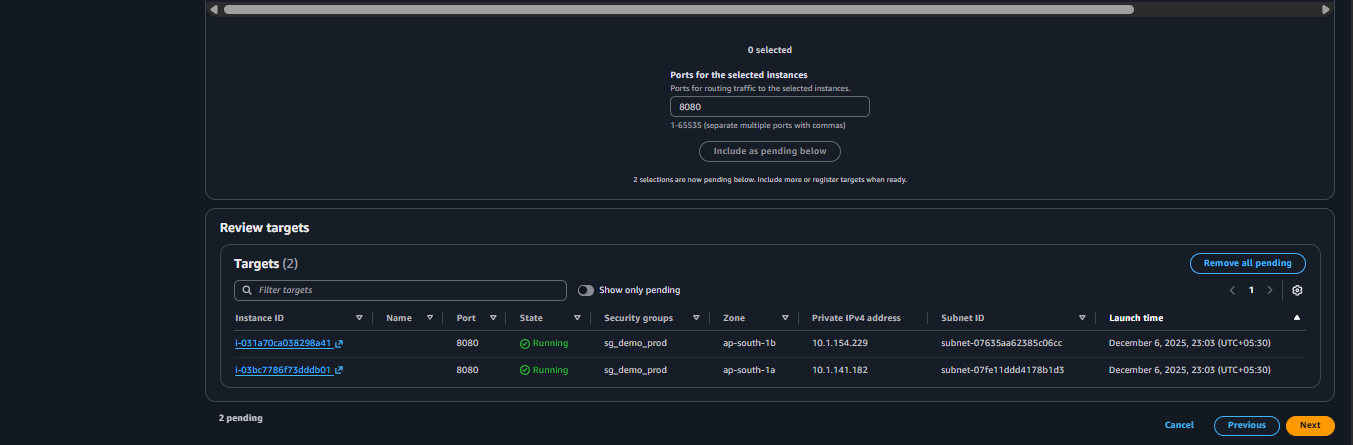 0 selected
Ports for the selected instances
Ports for routing traffic to the selected instances.
8080
1-65535 (separate multiple ports with commas)
Include as pending below
2 selections are now pending below. Include more or register targets when ready.
Review targets
Targets (2)
Remove all pending
Filter targets
Show only pending
1
Instance ID Name Port State Security groups Zone Private IPv4 address Subnet ID Launch time
i-031a70ca038298a41 8080 Running sg_demo_prod ap-south-1b 10.1.154.229 subnet-07635aa62385c06cc December 6, 2025, 23:03 (UTC+05:30)
i-03bc7786f73dddb01 8080 Running sg_demo_prod ap-south-1a 10.1.141.182 subnet-07fe11ddd4178b1d3 December 6, 2025, 23:03 (UTC+05:30)
2 pending
Cancel Previous Next